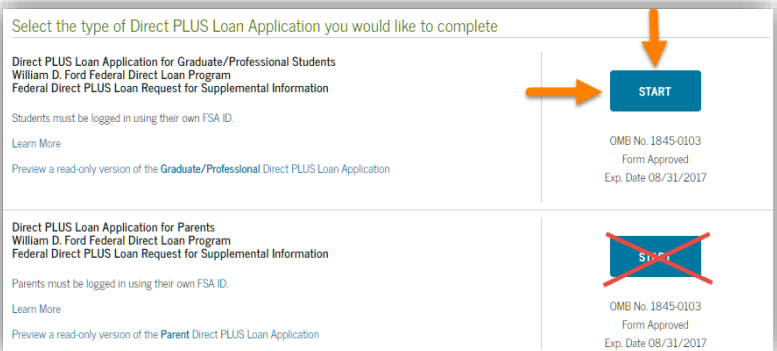 Select the type of Direct PLUS Loan Application you would like to complete
Direct PLUS Loan Application for Graduate/Professional Students
William D. Ford Federal Direct Loan Program
Federal Direct PLUS Loan Request for Supplemental Information
Students must be logged in using their own FSA ID.
Learn More
Preview a read-only version of the Graduate/Professional Direct PLUS Loan Application
START
OMB No. 1845-0103
Form Approved
Exp. Date 08/31/2017
Direct PLUS Loan Application for Parents
William D. Ford Federal Direct Loan Program
Federal Direct PLUS Loan Request for Supplemental Information
Parents must be logged in using their own FSA ID.
Learn More
Preview a read-only version of the Parent Direct PLUS Loan Application
START
OMB No. 1845-0103
Form Approved
Exp. Date 08/31/2017